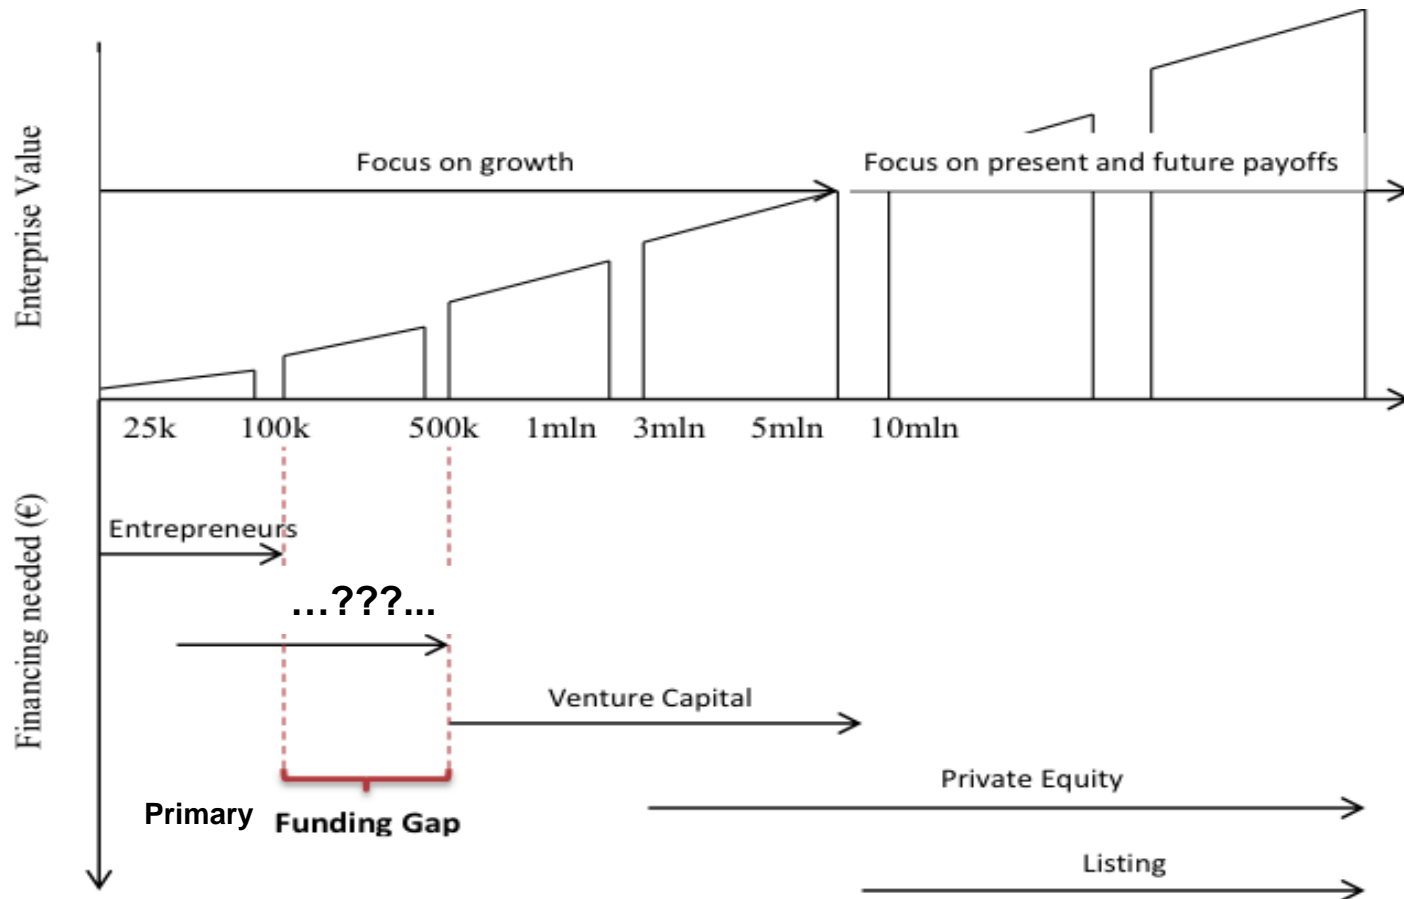 Enterprise Value
Focus on growth
Focus on present and future payoffs
25k 100k 500k 1mln 3mln 5mln 10mln
Financing needed (€)
Entrepreneurs
…???...
Venture Capital
Private Equity
Primary Funding Gap
Listing